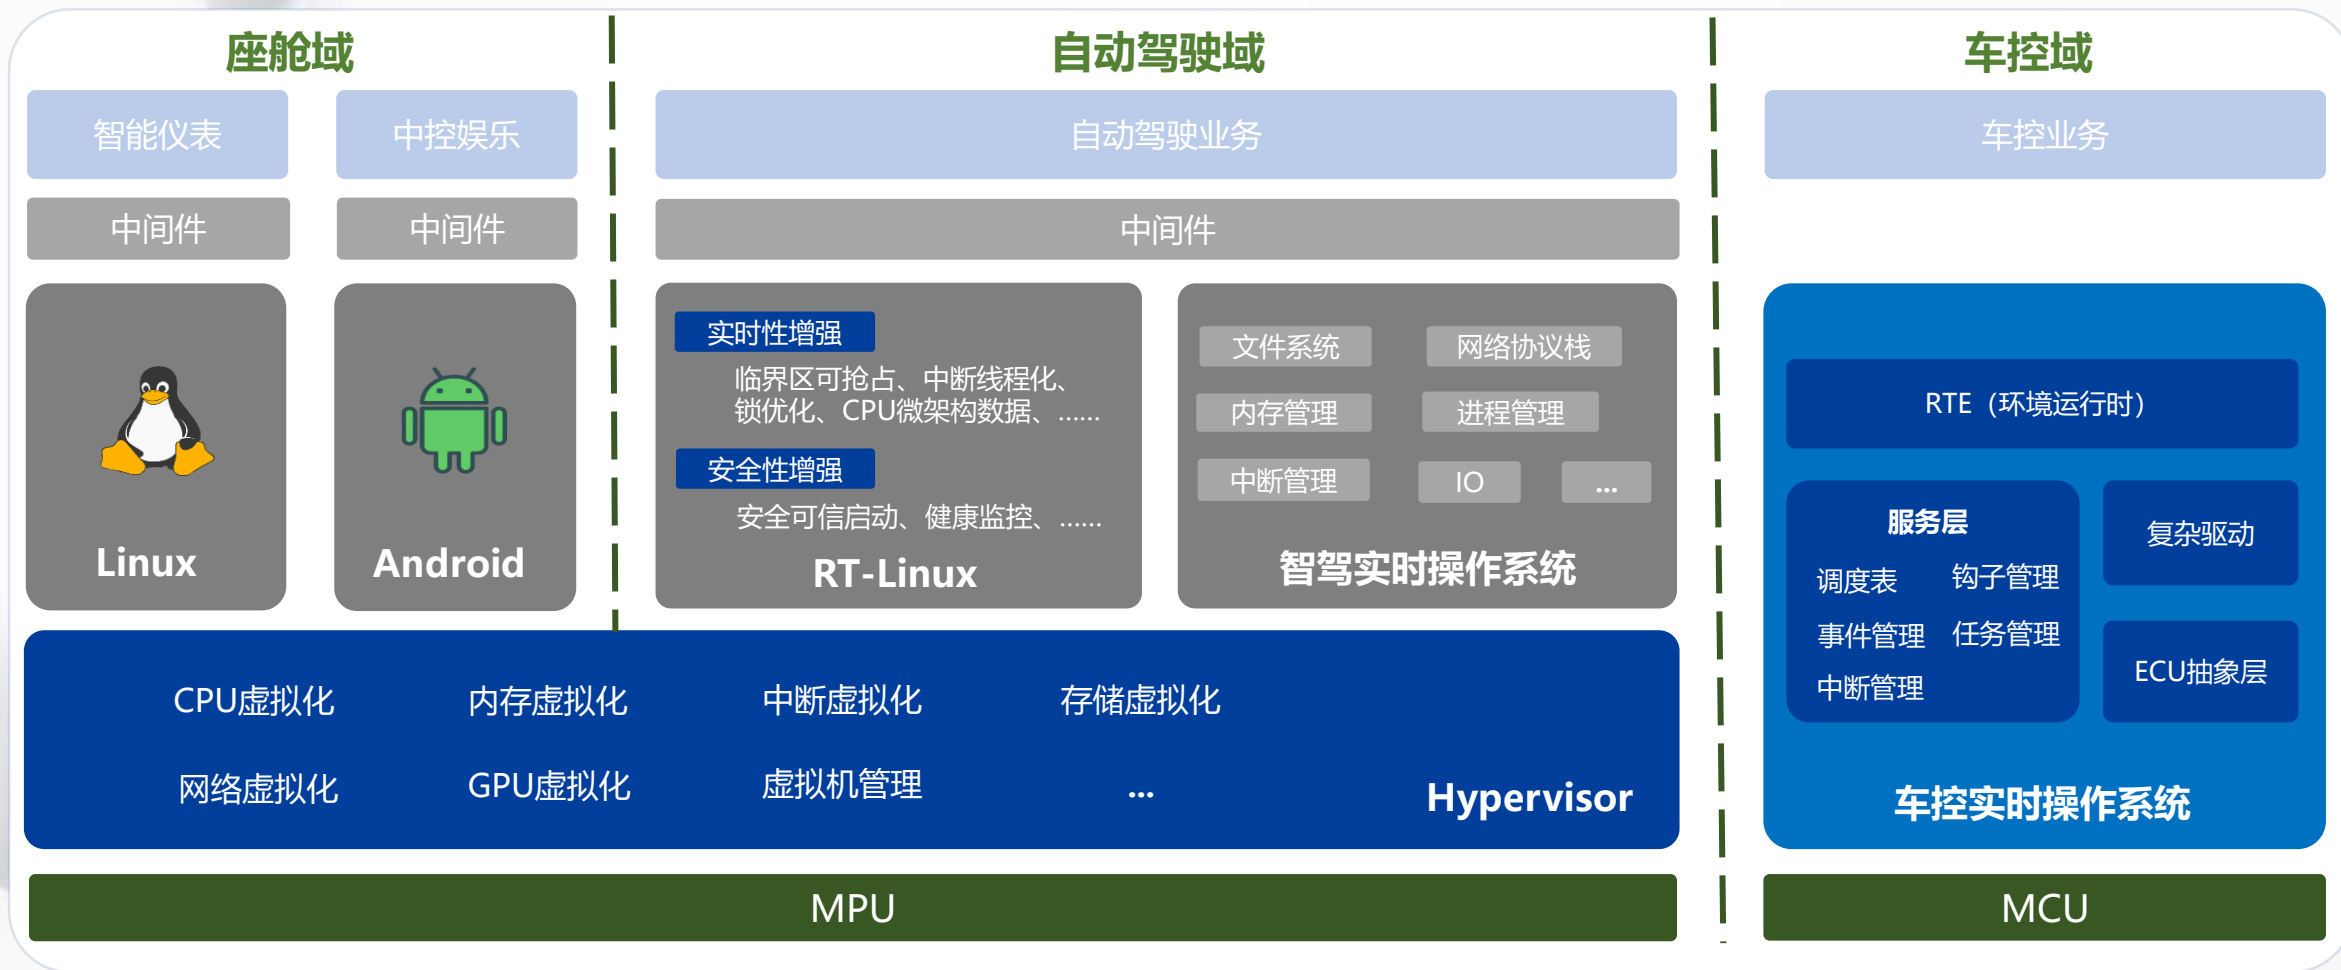 座舱域
自动驾驶域
车控域
智能仪表
中控娱乐
自动驾驶业务
车控业务
中间件
中间件
中间件
Linux
Android
实时性增强
临界区可抢占、中断线程化、
锁优化、CPU微架构数据、......
安全性增强
安全可信启动、健康监控、......
RT-Linux
文件系统
网络协议栈
内存管理
进程管理
中断管理
IO
...
智驾实时操作系统
RTE（环境运行时）
服务层
调度表
钩子管理
事件管理
任务管理
中断管理
复杂驱动
ECU抽象层
车控实时操作系统
CPU虚拟化
内存虚拟化
中断虚拟化
存储虚拟化
网络虚拟化
GPU虚拟化
虚拟机管理
...
Hypervisor
MPU
MCU